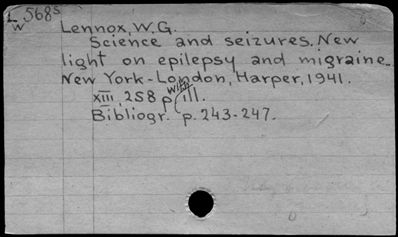 L 568s
W
Lennox, W.G.
Science and seizures. New
light on epilepsy and migraine.
New York-London, Harper, 1941.
XIII, 258 p. with ill.
Bibliogr. p. 243-247.